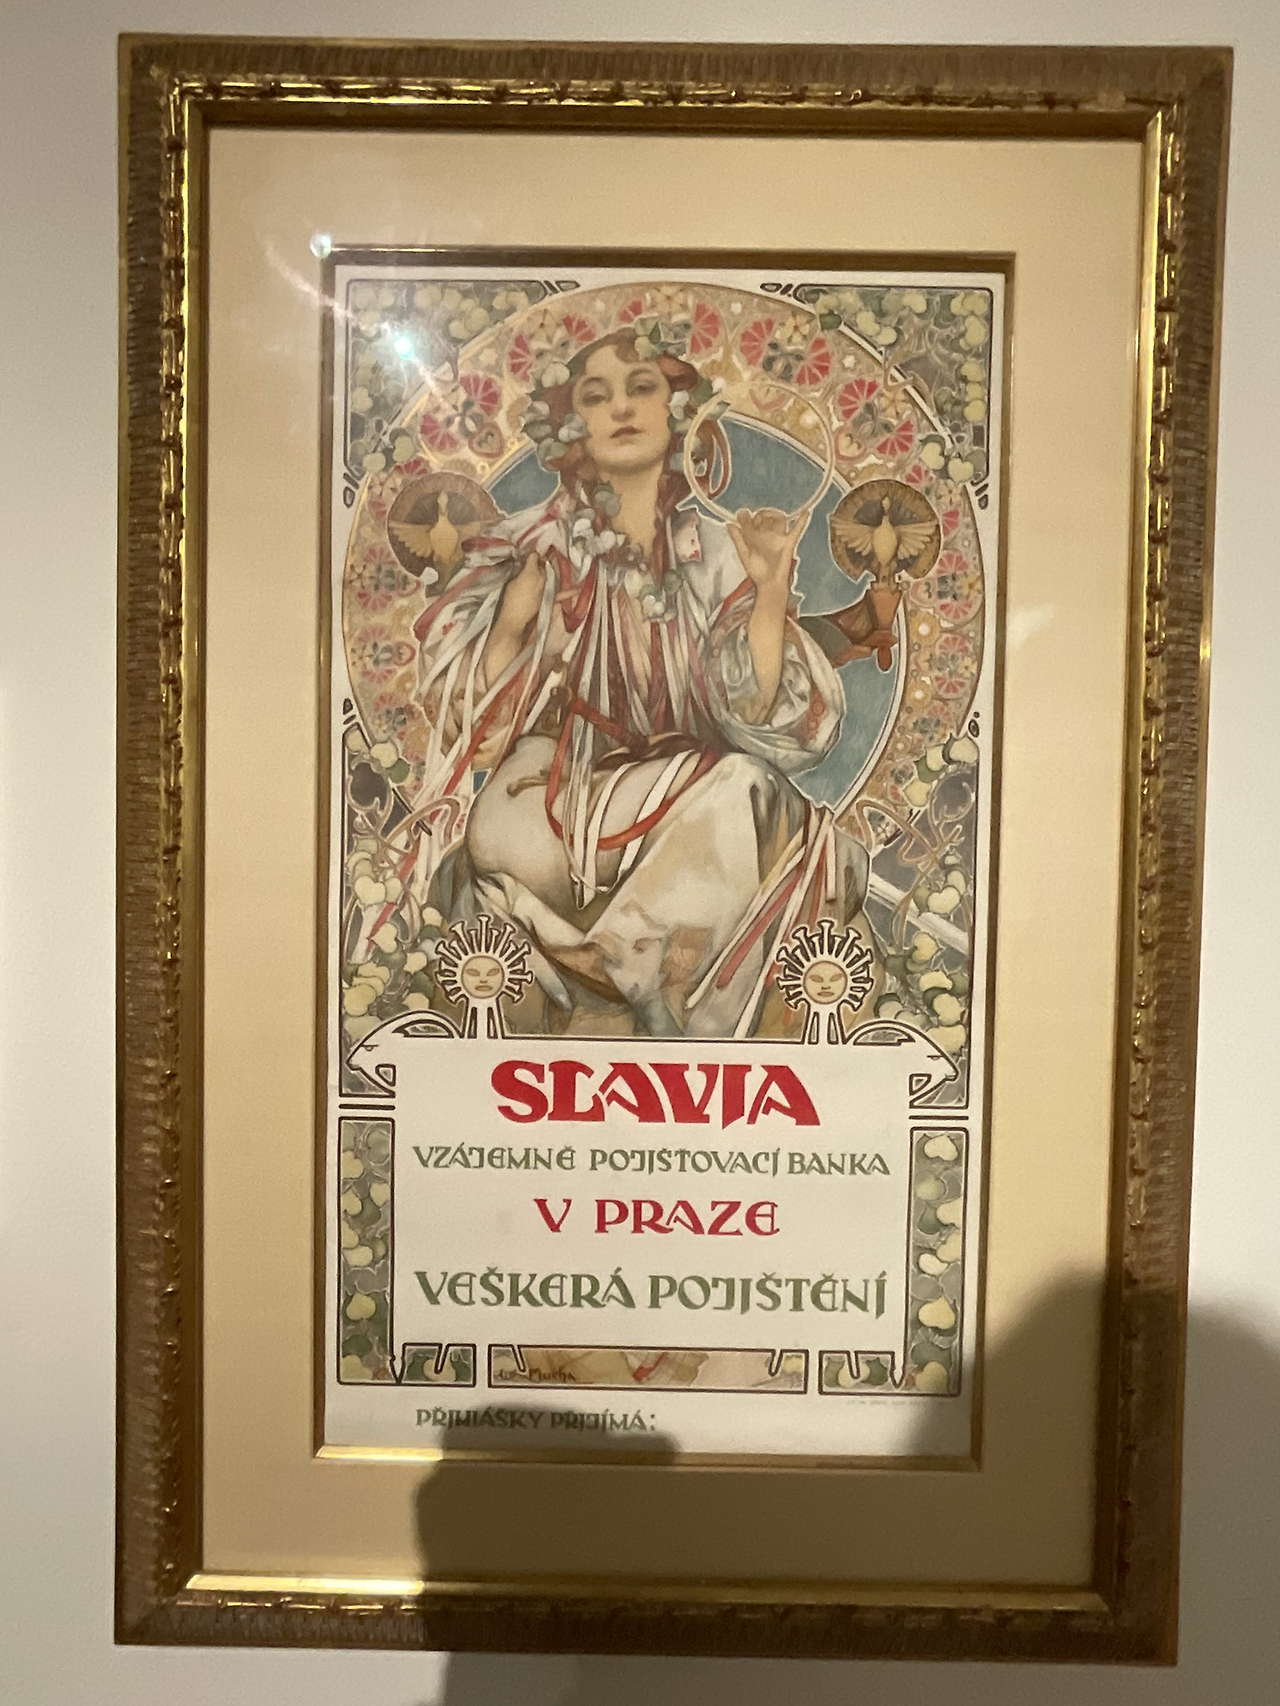 SLAVIA
VZÁJEMNĚ POJIŠŤOVACÍ BANKA
V PRAZE
VEŠKERÁ POJIŠTĚNÍ
Mucha
PŘIHLÁŠKY PŘIJÍMÁ: